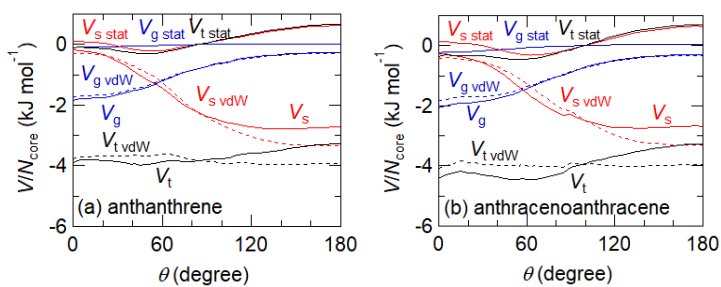 (a)
(b)
V_s stat V_g stat V_t stat
V_s stat V_g stat V_t stat
0
-2
-4
-6
V/N_core (kJ mol^-1)
V_g vdW
V_s vdW
V_g
V_s
V_t vdW
V_t
(a) anthanthrene
0 60 120 180
θ (degree)
0
-2
-4
-6
V/N_core (kJ mol^-1)
V_g vdW
V_s vdW
V_g
V_s
V_t vdW
V_t
(b) anthracenoanthracene
0 60 120 180
θ (degree)